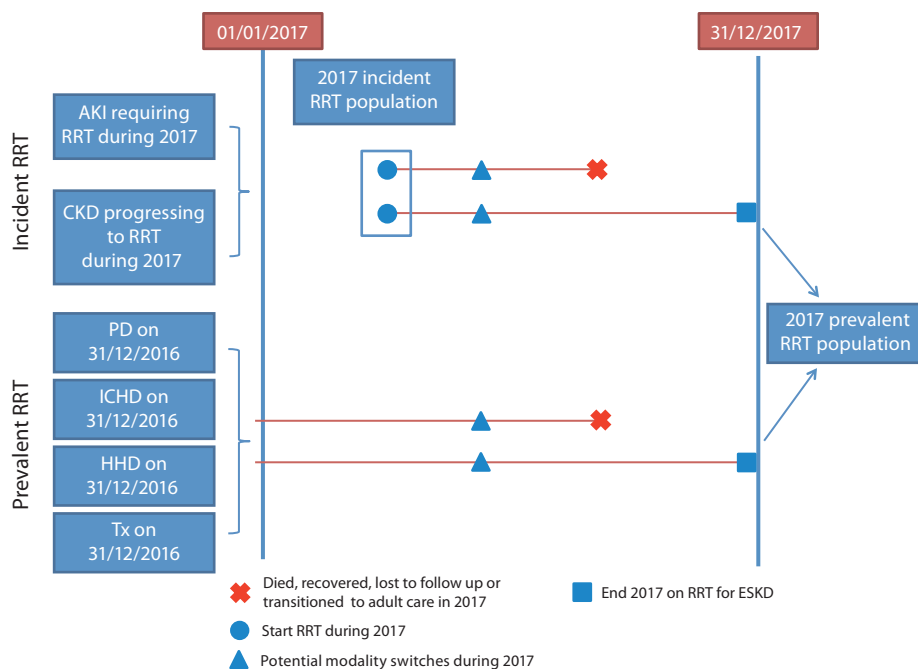 01/01/2017
31/12/2017
2017 incident
RRT population
Incident RRT
AKI requiring
RRT during 2017
CKD progressing
to RRT
during 2017
2017 prevalent
RRT population
Prevalent RRT
PD on
31/12/2016
ICHD on
31/12/2016
HHD on
31/12/2016
Tx on
31/12/2016
Died, recovered, lost to follow up or
transitioned to adult care in 2017
End 2017 on RRT for ESKD
Start RRT during 2017
Potential modality switches during 2017